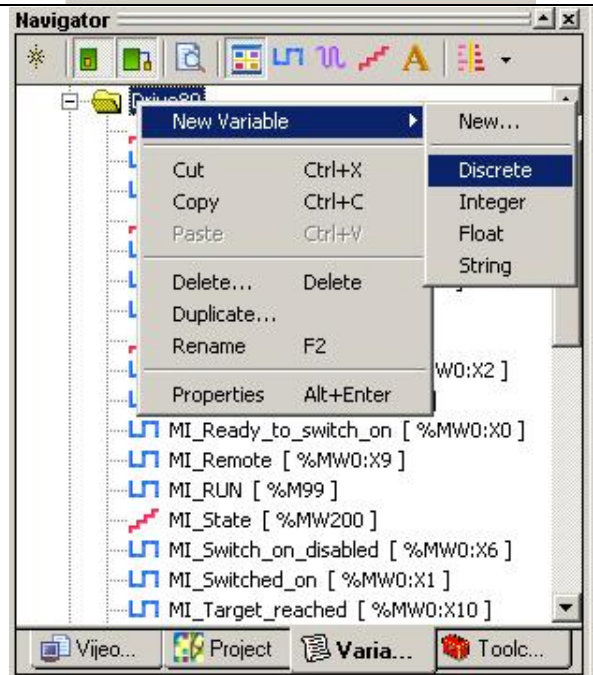 Navigator
New Variable
New...
Cut Ctrl+X
Discrete
Copy Ctrl+C
Integer
Paste Ctrl+V
Float
String
Delete... Delete
]
Duplicate...
Rename F2
W0:X2 ]
Properties Alt+Enter
]
MI_Ready_to_switch_on [ %MW0:X0 ]
MI_Remote [ %MW0:X9 ]
MI_RUN [ %M99 ]
MI_State [ %MW200 ]
MI_Switch_on_disabled [ %MW0:X6 ]
MI_Switched_on [ %MW0:X1 ]
MI_Target_reached [ %MW0:X10 ]
Vijeo... Project Varia... Toolc...